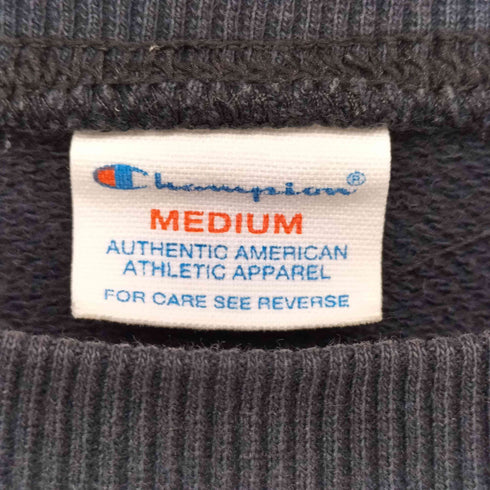 Champion®
MEDIUM
AUTHENTIC AMERICAN
ATHLETIC APPAREL
FOR CARE SEE REVERSE